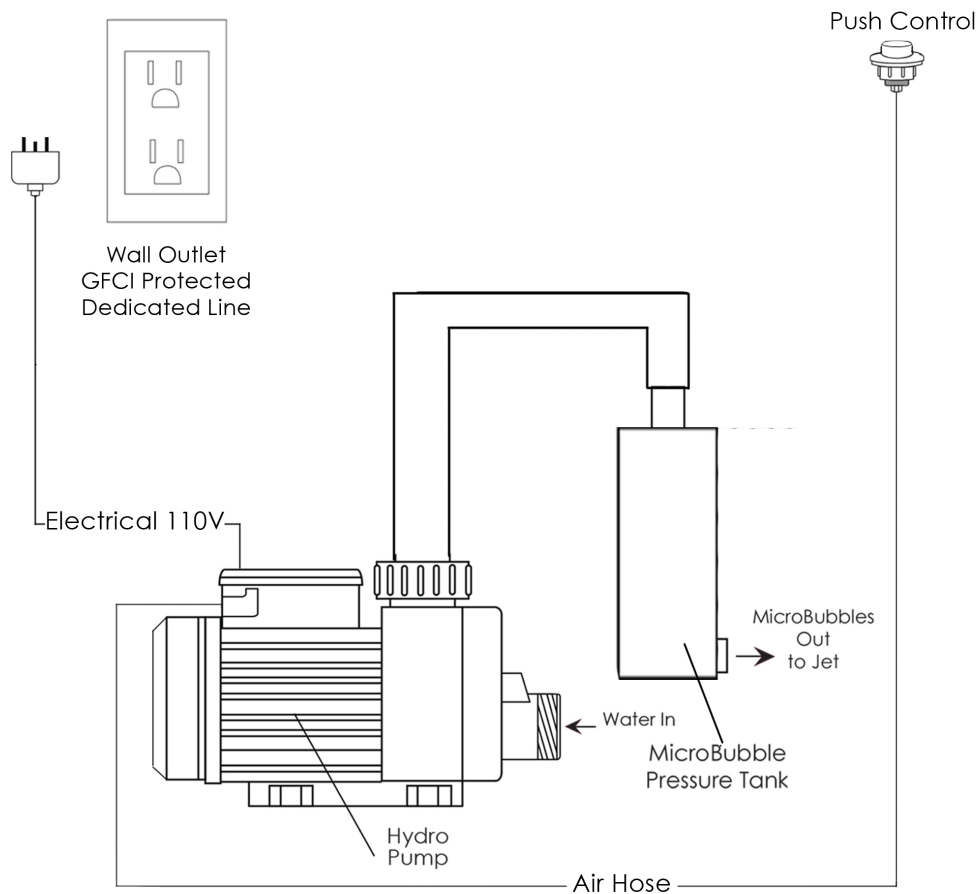 Push Control
Wall Outlet
GFCI Protected
Dedicated Line
Electrical 110V
MicroBubbles
Out
to Jet
Water In
MicroBubble
Pressure Tank
Hydro
Pump
Air Hose